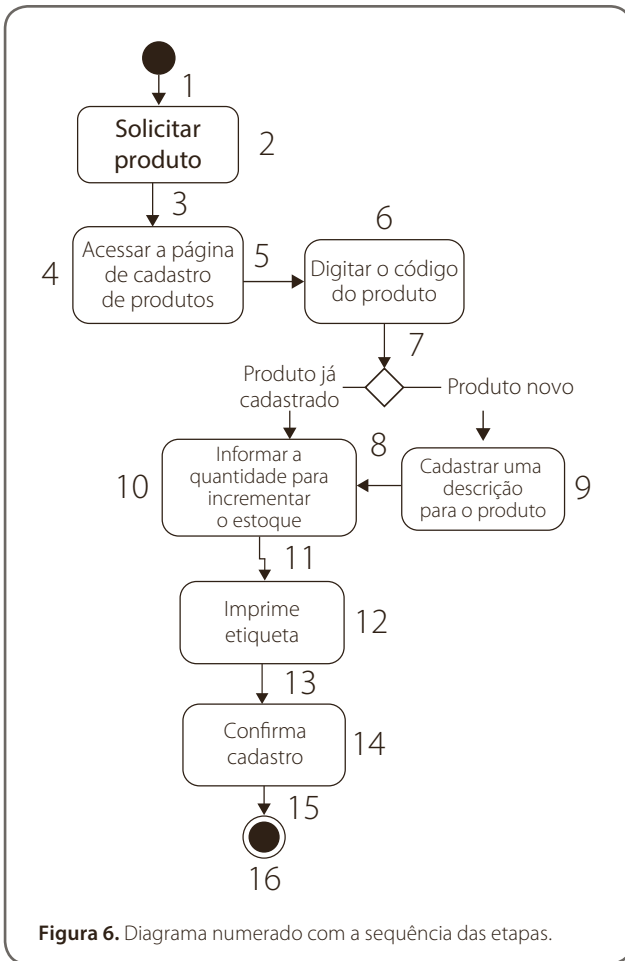 1
Solicitar
produto
2
3
4
Acessar a página
de cadastro
de produtos
5
6
Digitar o código
do produto
7
Produto já
cadastrado
Produto novo
8
10
Informar a
quantidade para
incrementar
o estoque
Cadastrar uma
descrição
para o produto
9
11
Imprime
etiqueta
12
13
Confirma
cadastro
14
15
16
Figura 6. Diagrama numerado com a sequência das etapas.